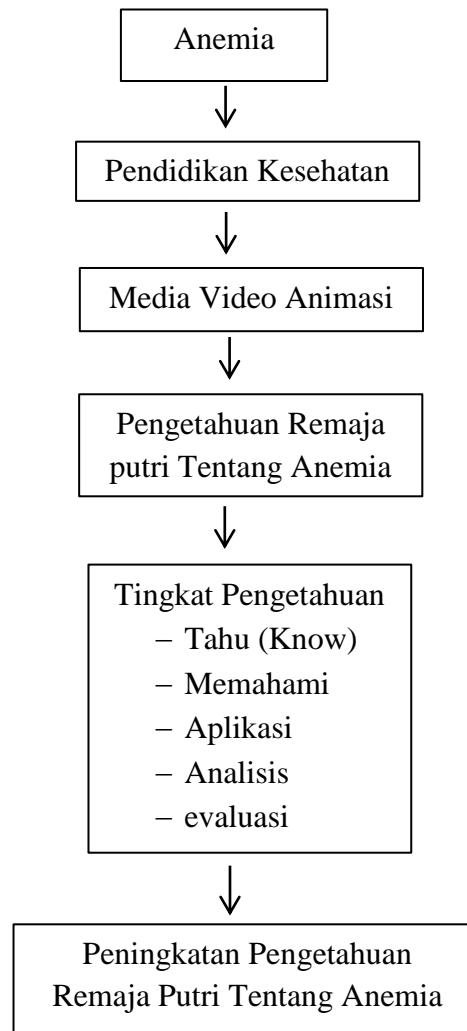 Anemia
Pendidikan Kesehatan
Media Video Animasi
Pengetahuan Remaja
putri Tentang Anemia
Tingkat Pengetahuan
– Tahu (Know)
– Memahami
– Aplikasi
– Analisis
– evaluasi
Peningkatan Pengetahuan
Remaja Putri Tentang Anemia